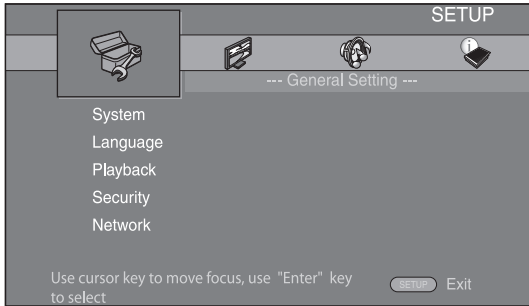 SETUP
--- General Setting ---
System
Language
Playback
Security
Network
Use cursor key to move focus, use "Enter" key
to select
SETUP Exit